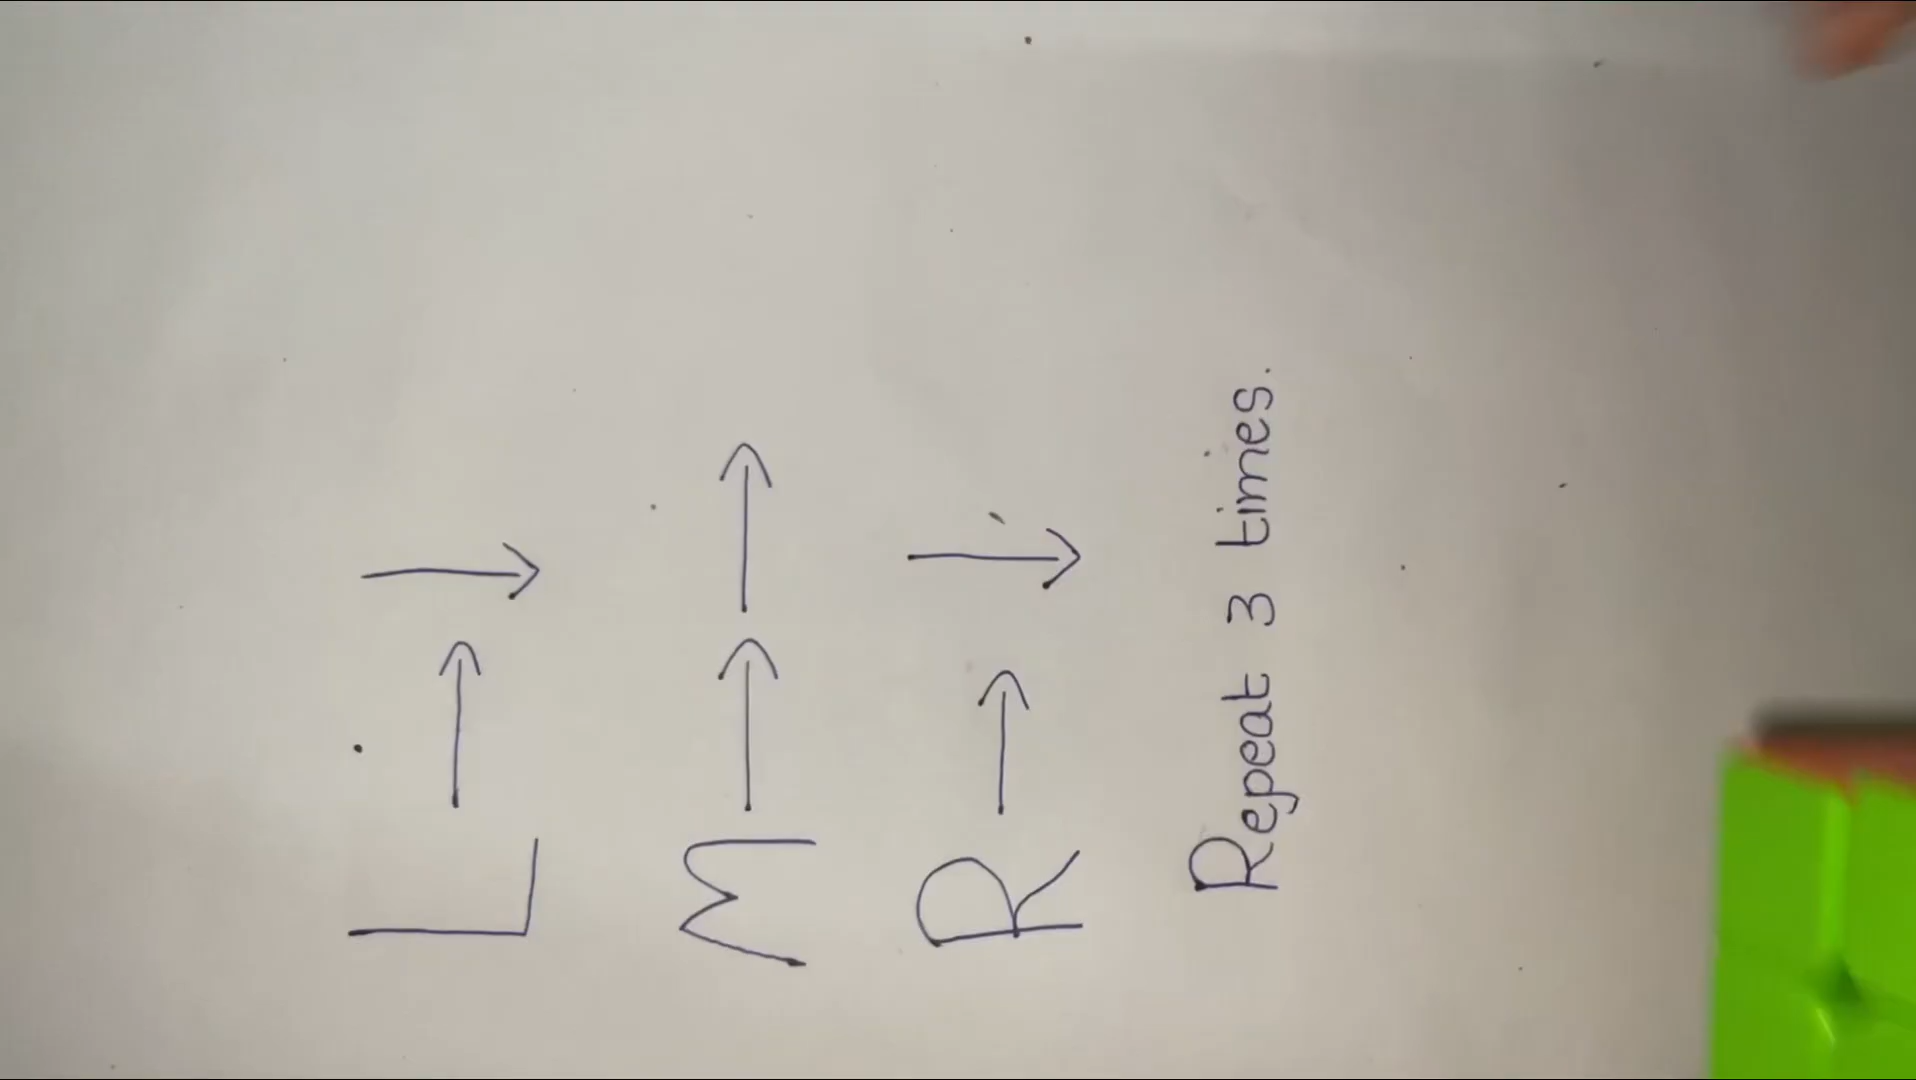 L → ↓
M → →
R → ↓
Repeat 3 times.